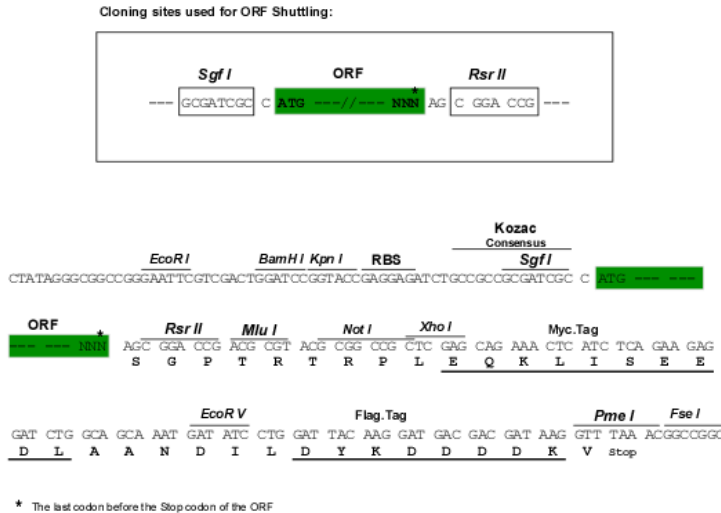 Cloning sites used for ORF Shuttling:
Sgf I ORF Rsr II
*
--- GCGATCGC C ATG ---//--- NNN AG C GGA CCG ---
Kozac
Consensus
EcoR I BamH I Kpn I RBS Sgf I
CTATAGGGCGGCCGGGAATTCGTCGACTGGATCCGGTACCGAGGAGATCTGCCGCCGCGATCGC C ATG --- ---
ORF
* Rsr II Mlu I Not I Xho I Myc.Tag
--- --- NNN AGC GGA CCG ACG CGT ACG CGG CCG CTC GAG CAG AAA CTC ATC TCA GAA GAG
S G P T R T R P L E Q K L I S E E
EcoR V Flag.Tag Pme I Fse I
GAT CTG GCA GCA AAT GAT ATC CTG GAT TAC AAG GAT GAC GAC GAT AAG GTT TAA ACGGCCGGC
D L A A N D I L D Y K D D D D K V Stop
* The last codon before the Stop codon of the ORF